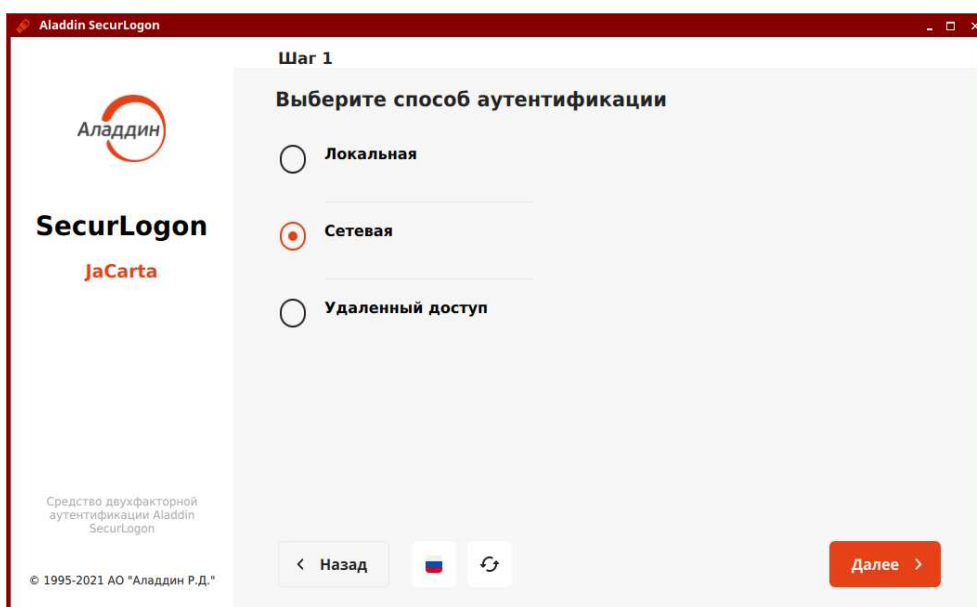 Aladdin SecurLogon
Шаг 1
Аладдин
SecurLogon
JaCarta
Средство двухфакторной
аутентификации Aladdin
SecurLogon
© 1995-2021 АО "Аладдин Р.Д."
Выберите способ аутентификации
Локальная
Сетевая
Удаленный доступ
Назад
Далее